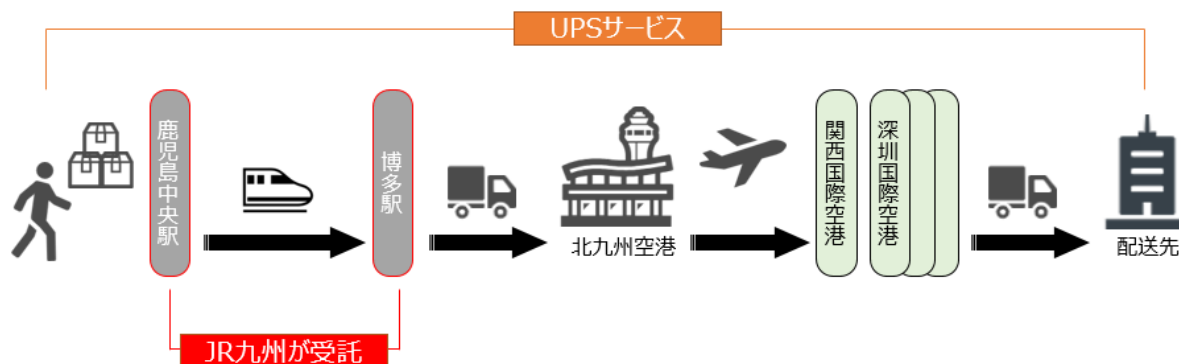 UPSサービス
鹿児島中央駅
博多駅
北九州空港
関西国際空港
深圳国際空港
配送先
JR九州が受託